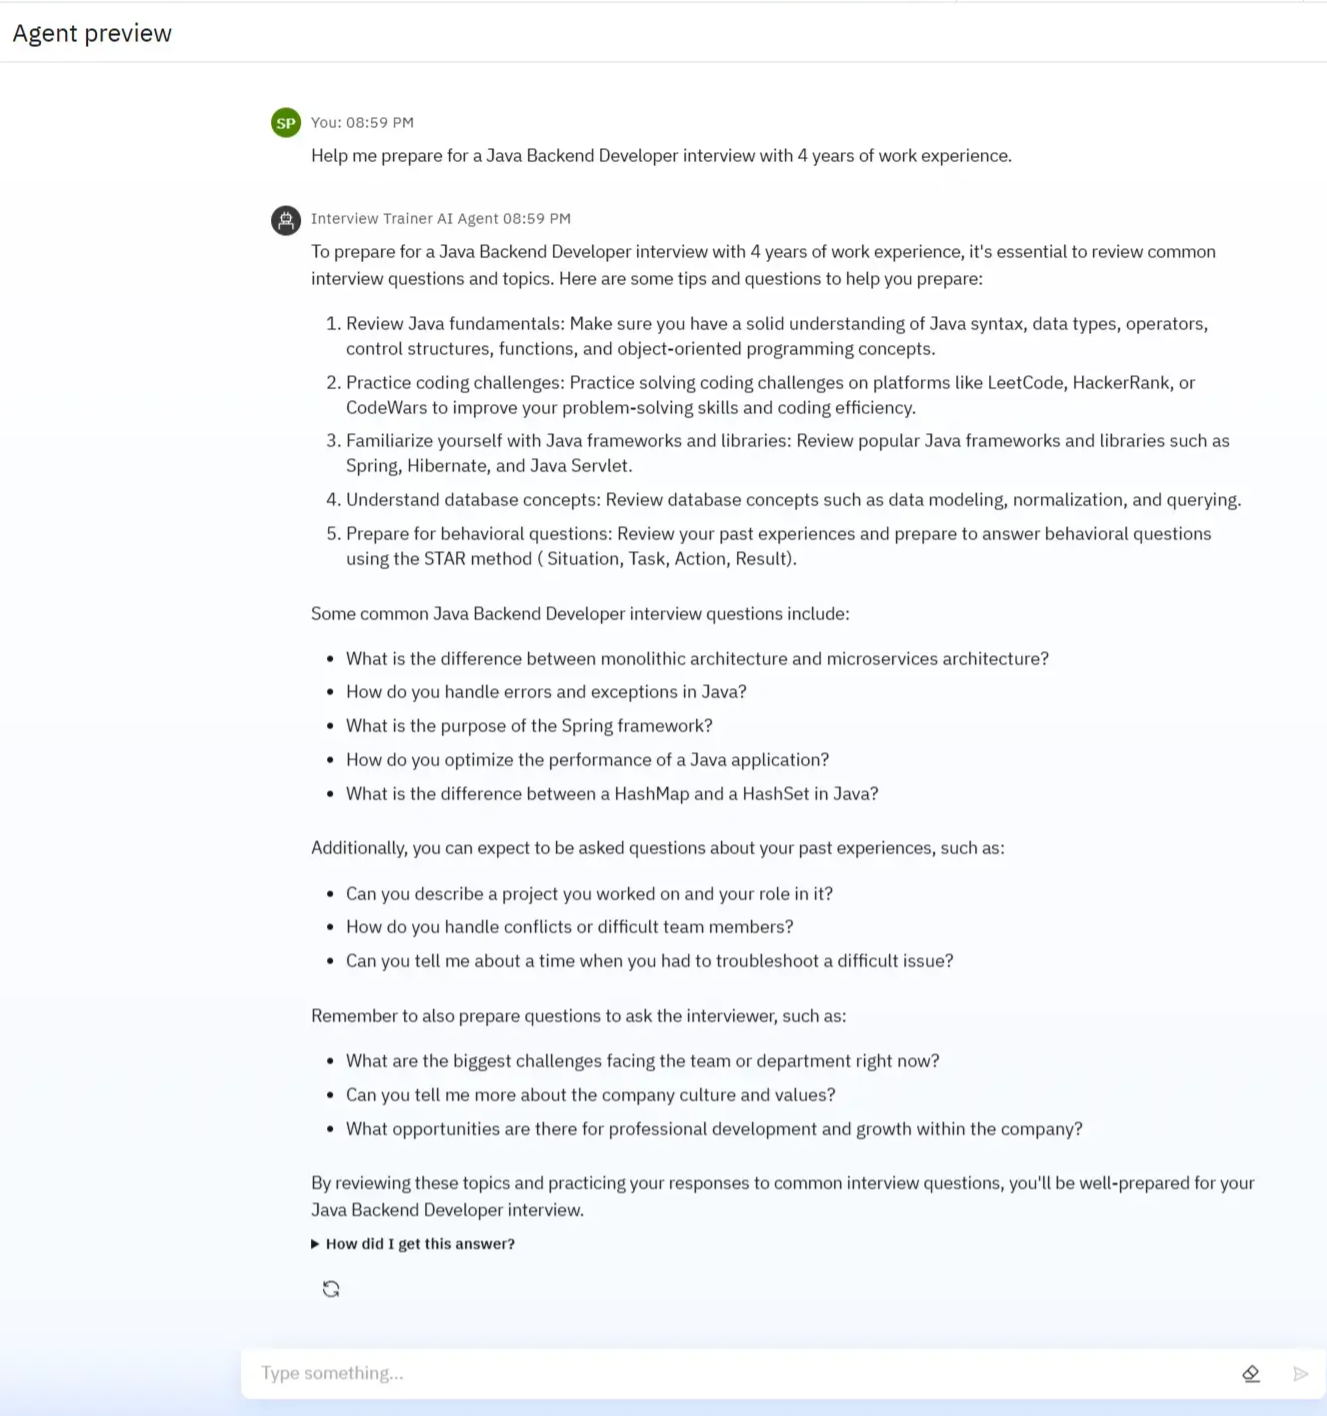 Agent preview
SP
You: 08:59 PM
Help me prepare for a Java Backend Developer interview with 4 years of work experience.
Interview Trainer AI Agent 08:59 PM
To prepare for a Java Backend Developer interview with 4 years of work experience, it's essential to review common
interview questions and topics. Here are some tips and questions to help you prepare:
1. Review Java fundamentals: Make sure you have a solid understanding of Java syntax, data types, operators,
control structures, functions, and object-oriented programming concepts.
2. Practice coding challenges: Practice solving coding challenges on platforms like LeetCode, HackerRank, or
CodeWars to improve your problem-solving skills and coding efficiency.
3. Familiarize yourself with Java frameworks and libraries: Review popular Java frameworks and libraries such as
Spring, Hibernate, and Java Servlet.
4. Understand database concepts: Review database concepts such as data modeling, normalization, and querying.
5. Prepare for behavioral questions: Review your past experiences and prepare to answer behavioral questions
using the STAR method ( Situation, Task, Action, Result).
Some common Java Backend Developer interview questions include:
• What is the difference between monolithic architecture and microservices architecture?
• How do you handle errors and exceptions in Java?
• What is the purpose of the Spring framework?
• How do you optimize the performance of a Java application?
• What is the difference between a HashMap and a HashSet in Java?
Additionally, you can expect to be asked questions about your past experiences, such as:
• Can you describe a project you worked on and your role in it?
• How do you handle conflicts or difficult team members?
• Can you tell me about a time when you had to troubleshoot a difficult issue?
Remember to also prepare questions to ask the interviewer, such as:
• What are the biggest challenges facing the team or department right now?
• Can you tell me more about the company culture and values?
• What opportunities are there for professional development and growth within the company?
By reviewing these topics and practicing your responses to common interview questions, you'll be well-prepared for your
Java Backend Developer interview.
How did I get this answer?
Type something...